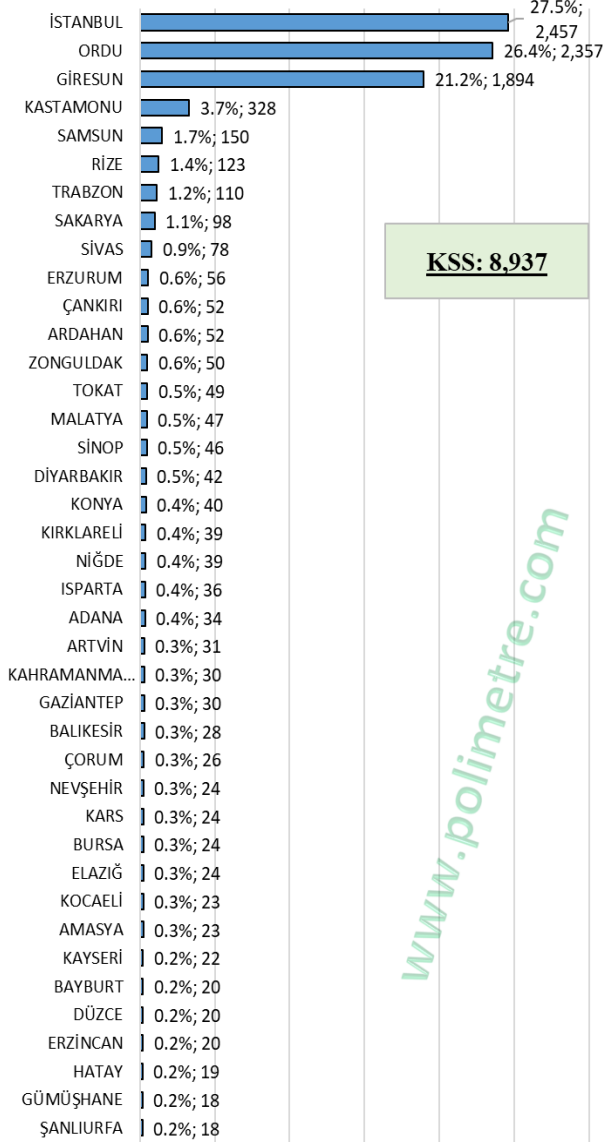 İSTANBUL 27.5%; 2,457
ORDU 26.4%; 2,357
GİRESUN 21.2%; 1,894
KASTAMONU 3.7%; 328
SAMSUN 1.7%; 150
RİZE 1.4%; 123
TRABZON 1.2%; 110
SAKARYA 1.1%; 98
SİVAS 0.9%; 78
KSS: 8,937
ERZURUM 0.6%; 56
ÇANKIRI 0.6%; 52
ARDAHAN 0.6%; 52
ZONGULDAK 0.6%; 50
TOKAT 0.5%; 49
MALATYA 0.5%; 47
SİNOP 0.5%; 46
DİYARBAKIR 0.5%; 42
KONYA 0.4%; 40
KIRKLARELİ 0.4%; 39
NİĞDE 0.4%; 39
ISPARTA 0.4%; 36
ADANA 0.4%; 34
ARTVİN 0.3%; 31
KAHRAMANMA... 0.3%; 30
GAZİANTEP 0.3%; 30
BALIKESİR 0.3%; 28
ÇORUM 0.3%; 26
NEVŞEHİR 0.3%; 24
KARS 0.3%; 24
BURSA 0.3%; 24
ELAZIĞ 0.3%; 24
KOCAELİ 0.3%; 23
AMASYA 0.3%; 23
KAYSERİ 0.2%; 22
BAYBURT 0.2%; 20
DÜZCE 0.2%; 20
ERZİNCAN 0.2%; 20
HATAY 0.2%; 19
GÜMÜŞHANE 0.2%; 18
ŞANLIURFA 0.2%; 18
www.polimetre.com